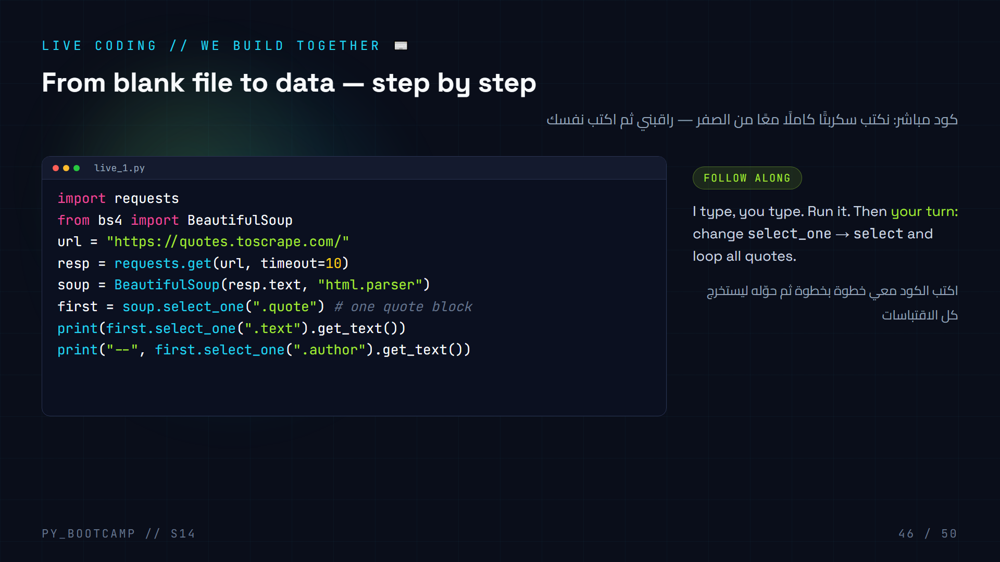 LIVE CODING // WE BUILD TOGETHER ⌨️
From blank file to data — step by step
كود مباشر: نكتب سكربتًا كاملًا معًا من الصفر — راقبني ثم اكتب نفسك
live_1.py
import requests
from bs4 import BeautifulSoup
url = "https://quotes.toscrape.com/"
resp = requests.get(url, timeout=10)
soup = BeautifulSoup(resp.text, "html.parser")
first = soup.select_one(".quote") # one quote block
print(first.select_one(".text").get_text())
print("--", first.select_one(".author").get_text())
FOLLOW ALONG
I type, you type. Run it. Then your turn:
change select_one → select and
loop all quotes.
اكتب الكود معي خطوة بخطوة ثم حوّله ليستخرج
كل الاقتباسات
PY_BOOTCAMP // S14
46 / 50